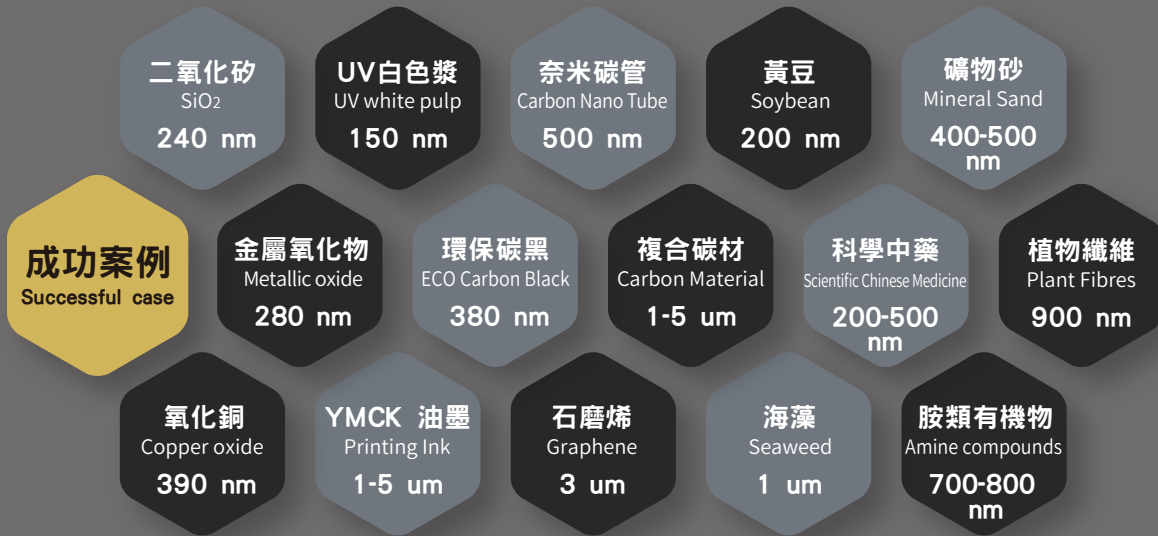 二氧化矽
SiO2
240 nm
UV白色漿
UV white pulp
150 nm
奈米碳管
Carbon Nano Tube
500 nm
黃豆
Soybean
200 nm
礦物砂
Mineral Sand
400-500
nm
成功案例
Successful case
金屬氧化物
Metallic oxide
280 nm
環保碳黑
ECO Carbon Black
380 nm
複合碳材
Carbon Material
1-5 um
科學中藥
Scientific Chinese Medicine
200-500
nm
植物纖維
Plant Fibres
900 nm
氧化銅
Copper oxide
390 nm
YMCK 油墨
Printing Ink
1-5 um
石磨烯
Graphene
3 um
海藻
Seaweed
1 um
胺類有機物
Amine compounds
700-800
nm